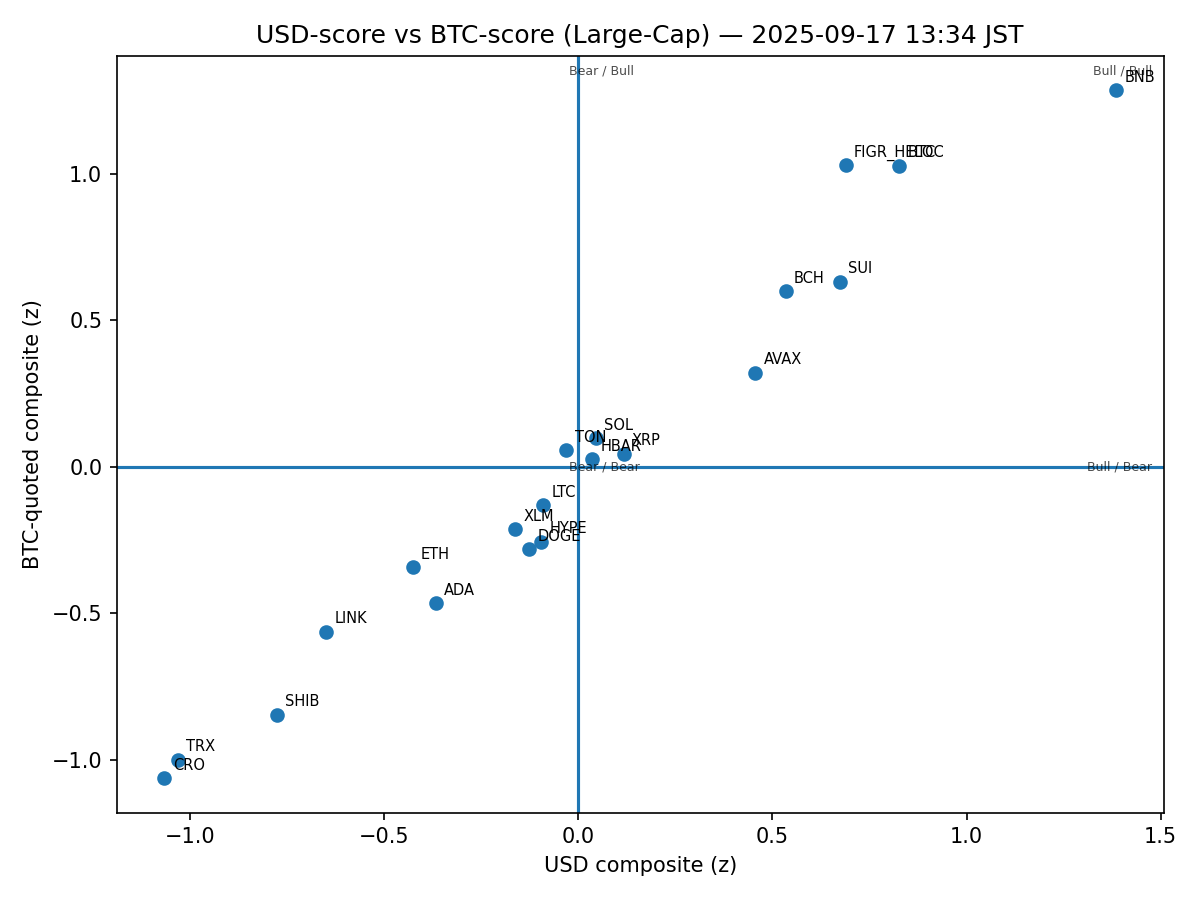 USD-score vs BTC-score (Large-Cap) — 2025-09-17 13:34 JST
Bear / Bull
Bull / Bull
BNB
FIGR_HELOC
BTC
SUI
BCH
AVAX
SOL
TON
XRP
HBAR
Bear / Bear
Bull / Bear
LTC
XLM
HYPE
DOGE
ETH
ADA
LINK
SHIB
TRX
CRO
1.0
0.5
0.0
−0.5
−1.0
BTC-quoted composite (z)
−1.0
−0.5
0.0
0.5
1.0
1.5
USD composite (z)